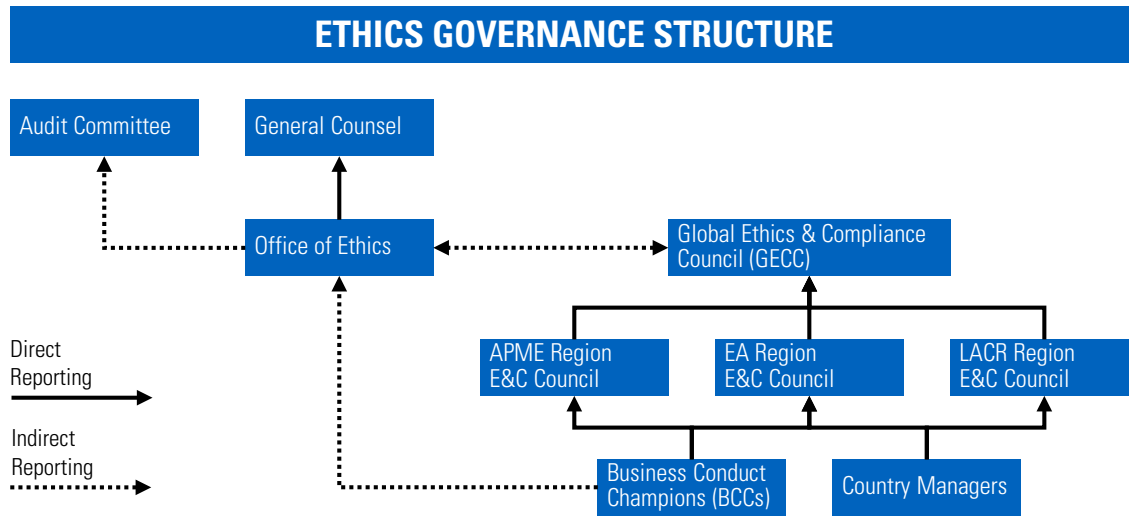 ETHICS GOVERNANCE STRUCTURE
Audit Committee
General Counsel
Office of Ethics
Global Ethics & Compliance
Council (GECC)
Direct
Reporting
APME Region
E&C Council
EA Region
E&C Council
LACR Region
E&C Council
Indirect
Reporting
Business Conduct
Champions (BCCs)
Country Managers